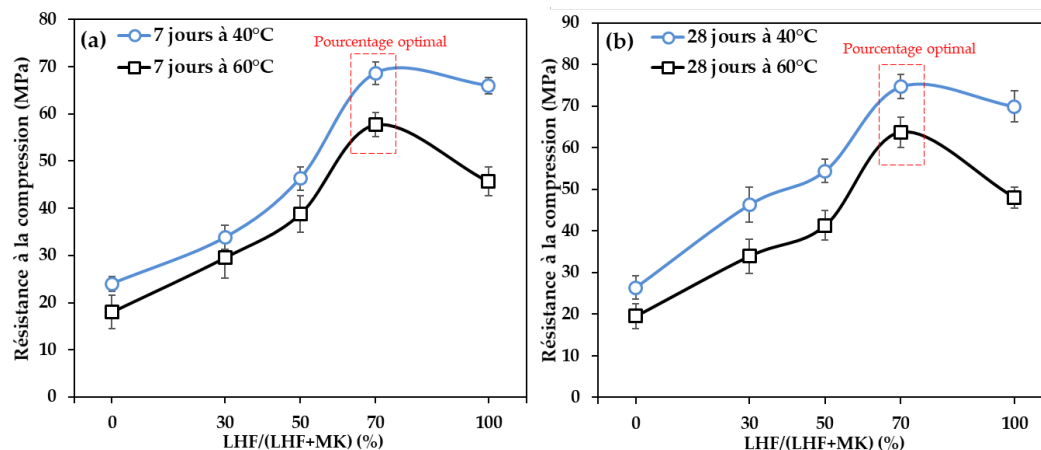 (a)
7 jours à 40°C
7 jours à 60°C
Pourcentage optimal
Résistance à la compression (MPa)
80
70
60
50
40
30
20
10
0
0 30 50 70 100
LHF/(LHF+MK) (%)
(b)
28 jours à 40°C
28 jours à 60°C
Pourcentage optimal
Résistance à la compression (MPa)
90
80
70
60
50
40
30
20
10
0
0 30 50 70 100
LHF/(LHF+MK) (%)